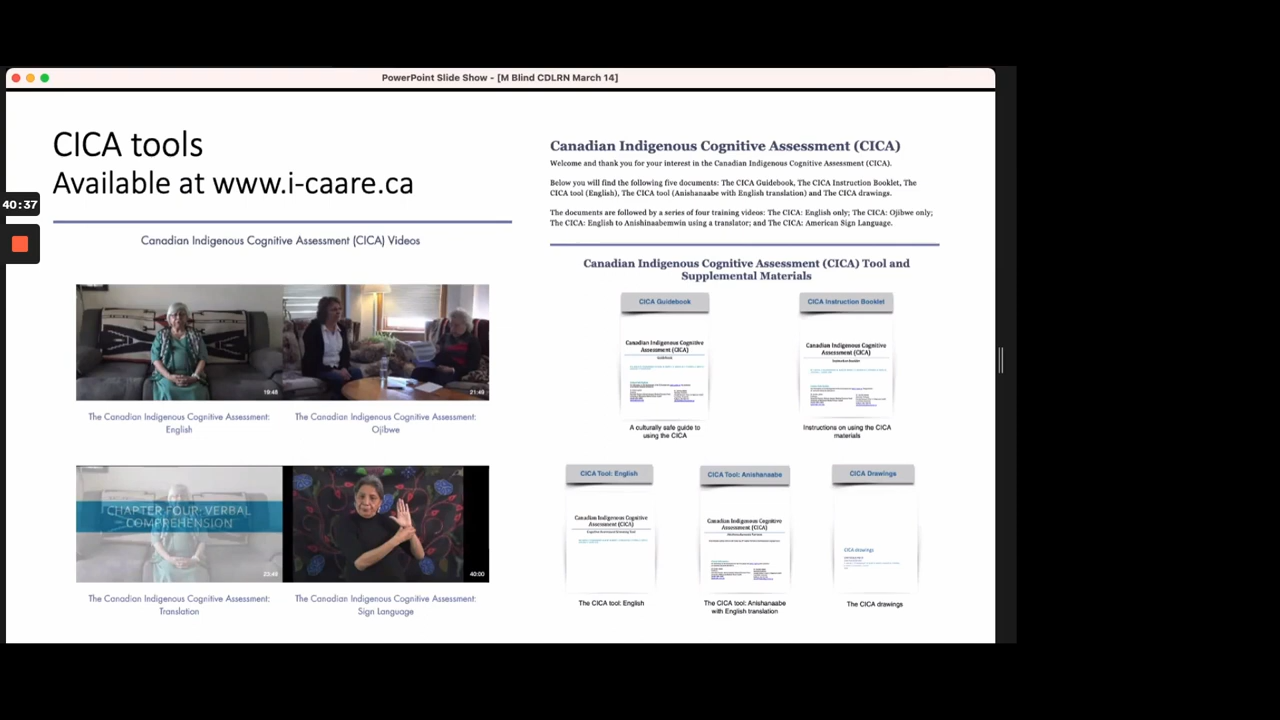 PowerPoint Slide Show - [M Blind CDLRN March 14]
40:37
CICA tools
Available at www.i-caare.ca
Canadian Indigenous Cognitive Assessment (CICA) Videos
19:48
21:49
The Canadian Indigenous Cognitive Assessment:
English
The Canadian Indigenous Cognitive Assessment:
Ojibwe
CHAPTER FOUR: VERBAL
COMPREHENSION
23:48
40:00
The Canadian Indigenous Cognitive Assessment:
Translation
The Canadian Indigenous Cognitive Assessment:
Sign Language
Canadian Indigenous Cognitive Assessment (CICA)
Welcome and thank you for your interest in the Canadian Indigenous Cognitive Assessment (CICA).
Below you will find the following five documents: The CICA Guidebook, The CICA Instruction Booklet, The
CICA tool (English), The CICA tool (Anishanaabe with English translation) and The CICA drawings.
The documents are followed by a series of four training videos: The CICA: English only; The CICA: Ojibwe only;
The CICA: English to Anishinaabemwin using a translator; and The CICA: American Sign Language.
Canadian Indigenous Cognitive Assessment (CICA) Tool and
Supplemental Materials
CICA Guidebook
Canadian Indigenous Cognitive
Assessment (CICA)
Guidebook
A culturally safe guide to
using the CICA
CICA Instruction Booklet
Canadian Indigenous Cognitive
Assessment (CICA)
Instruction Booklet
Instructions on using the CICA
materials
CICA Tool: English
Canadian Indigenous Cognitive
Assessment (CICA)
The CICA tool: English
CICA Tool: Anishanaabe
Canadian Indigenous Cognitive
Assessment (CICA)
The CICA tool: Anishanaabe
with English translation
CICA Drawings
CICA drawings
The CICA drawings